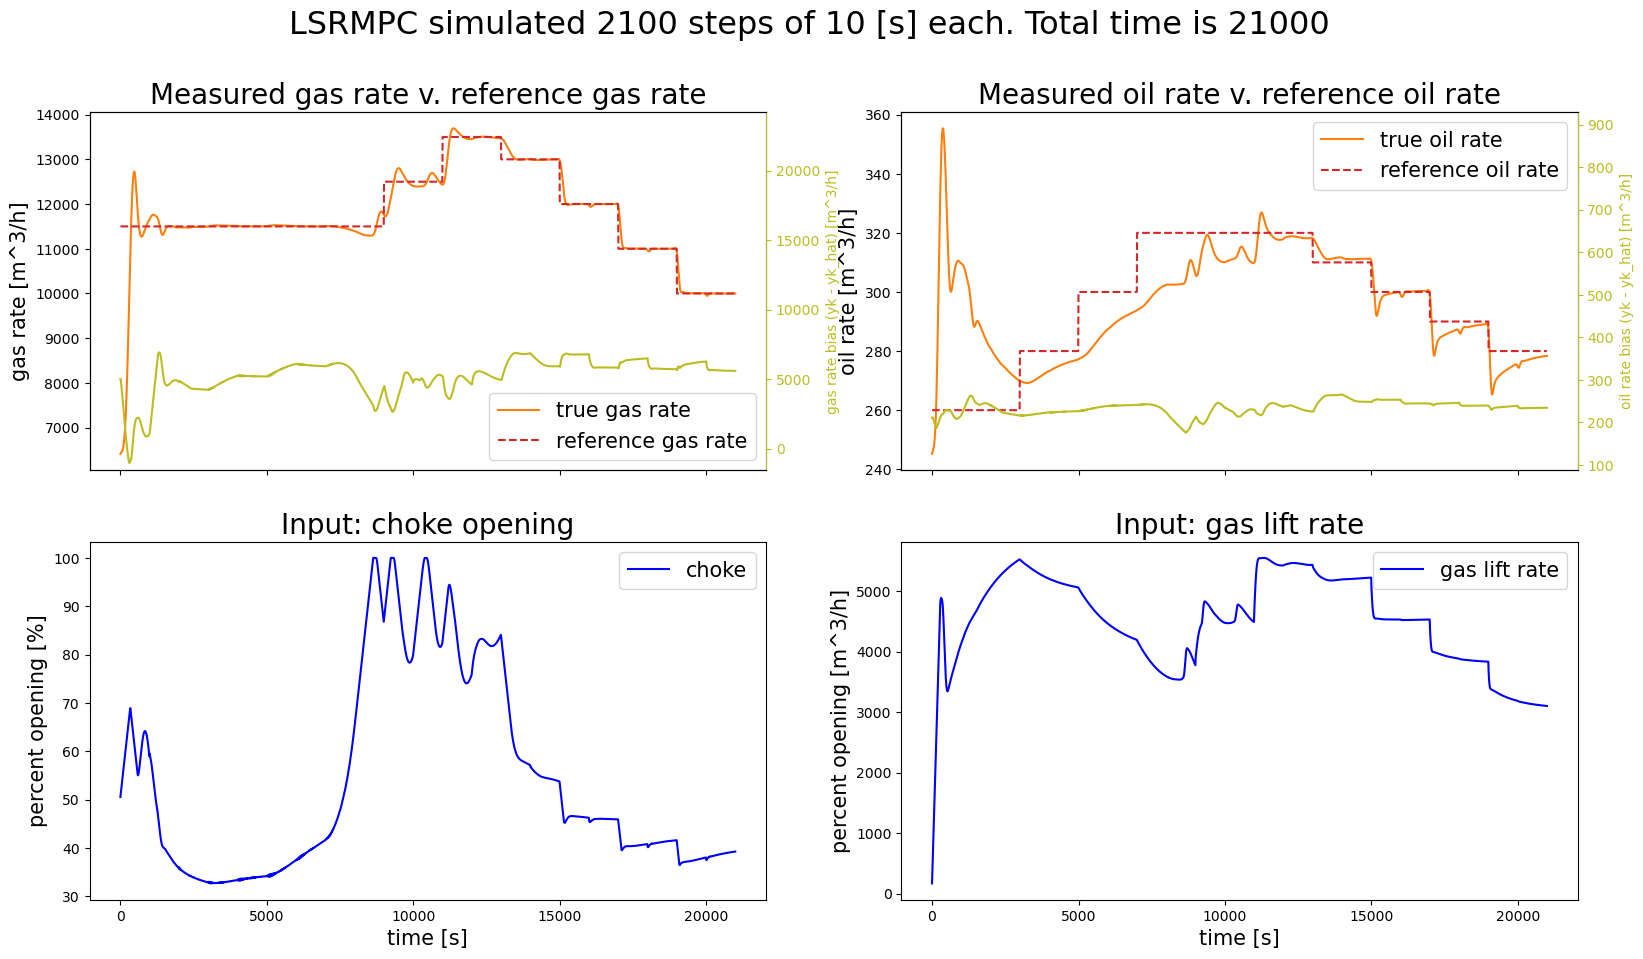 LSRMPC simulated 2100 steps of 10 [s] each. Total time is 21000
Measured gas rate v. reference gas rate
14000
13000
12000
11000
10000
9000
8000
7000
gas rate [m^3/h]
20000
15000
10000
5000
0
gas rate bias (yk - yk_hat) [m^3/h]
true gas rate
reference gas rate
Measured oil rate v. reference oil rate
360
340
320
300
280
260
240
oil rate [m^3/h]
900
800
700
600
500
400
300
200
100
oil rate bias (yk - yk_hat) [m^3/h]
true oil rate
reference oil rate
Input: choke opening
100
90
80
70
60
50
40
30
percent opening [%]
choke
0
5000
10000
15000
20000
time [s]
Input: gas lift rate
5000
4000
3000
2000
1000
0
percent opening [m^3/h]
gas lift rate
0
5000
10000
15000
20000
time [s]